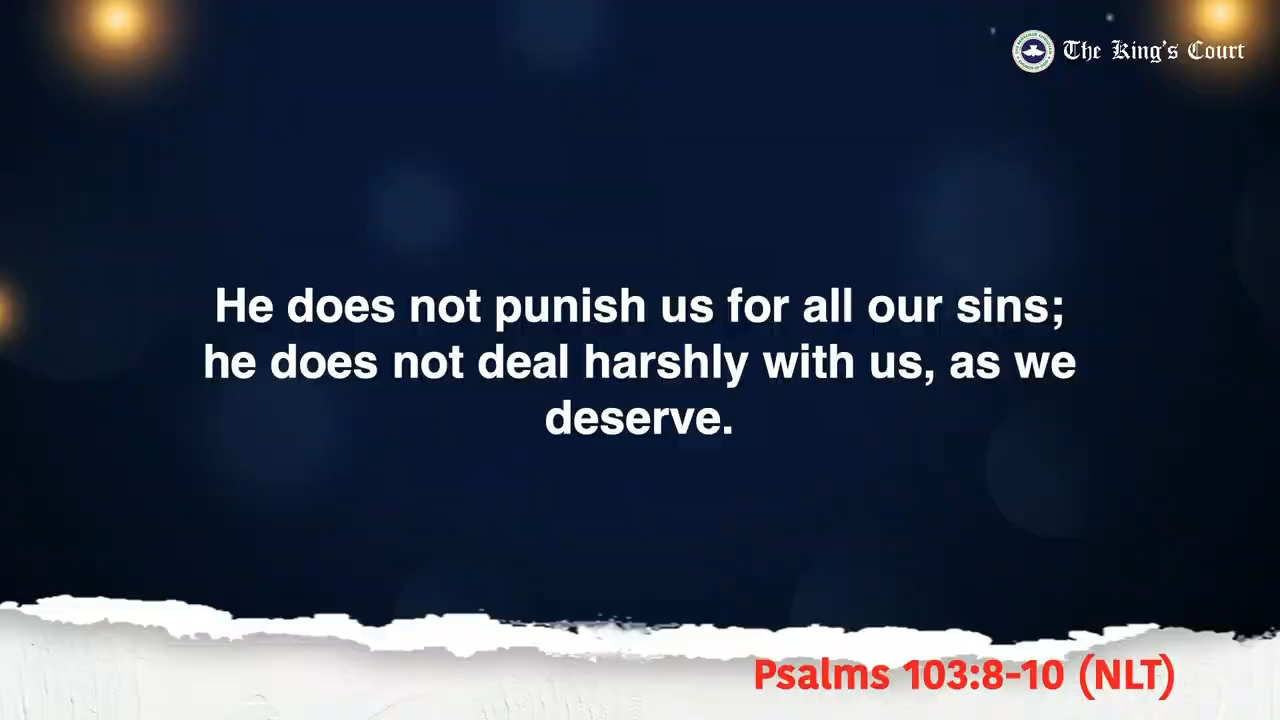 The King's Court
He does not punish us for all our sins;
he does not deal harshly with us, as we
deserve.
Psalms 103:8-10 (NLT)